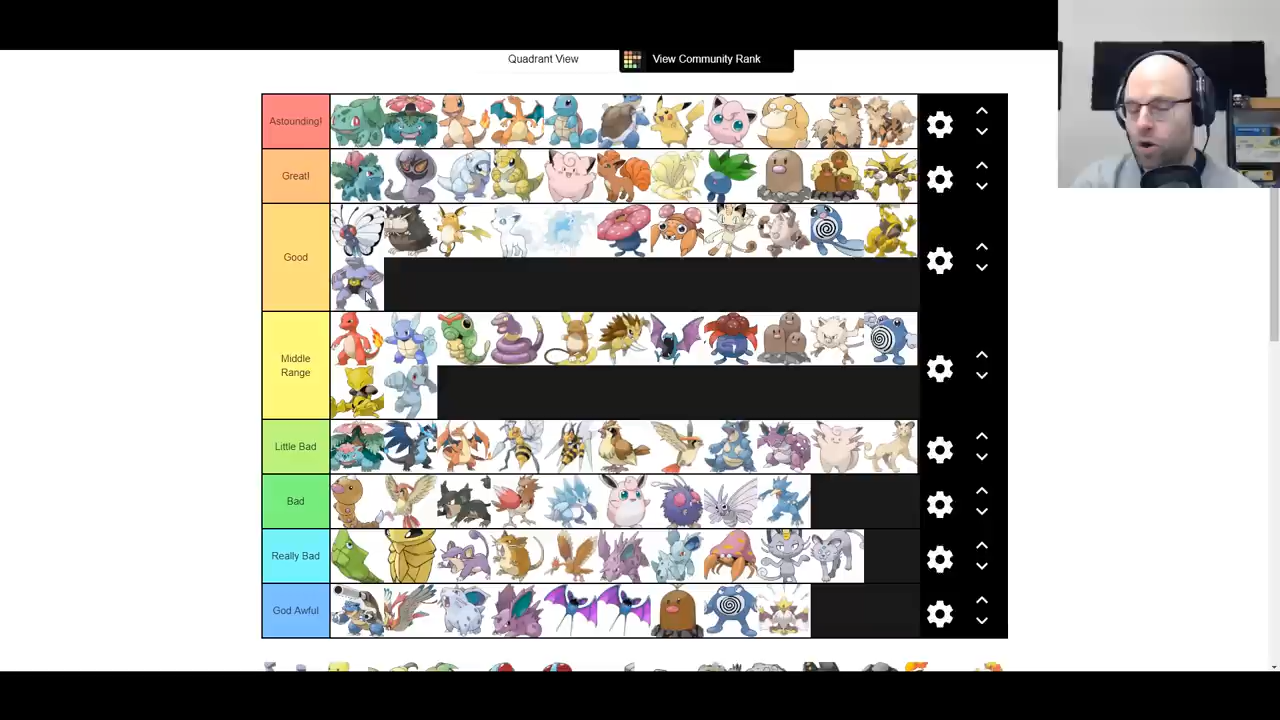 Quadrant View
View Community Rank
Astounding!
Great!
Good
Middle
Range
Little Bad
Bad
Really Bad
God Awful